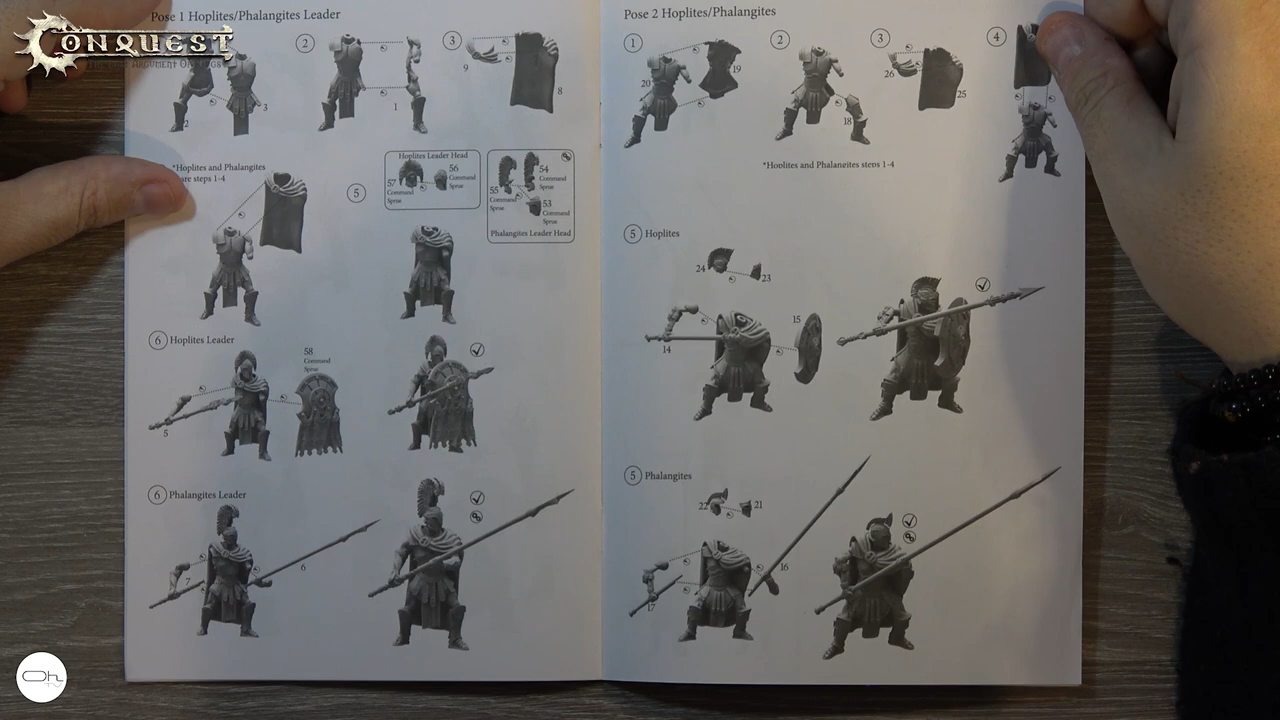 Pose 1 Hoplites/Phalangites Leader
CONQUEST
2
3
2
3
1
9
8
*Hoplites and Phalangites
are steps 1-4
5
Hoplites Leader Head
57
Command
Sprue
56
Command
Sprue
54
Command
Sprue
55
Command
Sprue
53
Command
Sprue
Phalangites Leader Head
6 Hoplites Leader
58
Command
Sprue
5
6 Phalangites Leader
7
6
Oh
TV
Pose 2 Hoplites/Phalangites
1
20
19
2
18
3
26
25
4
*Hoplites and Phalangites steps 1-4
5 Hoplites
24
23
14
15
5 Phalangites
22
21
17
16